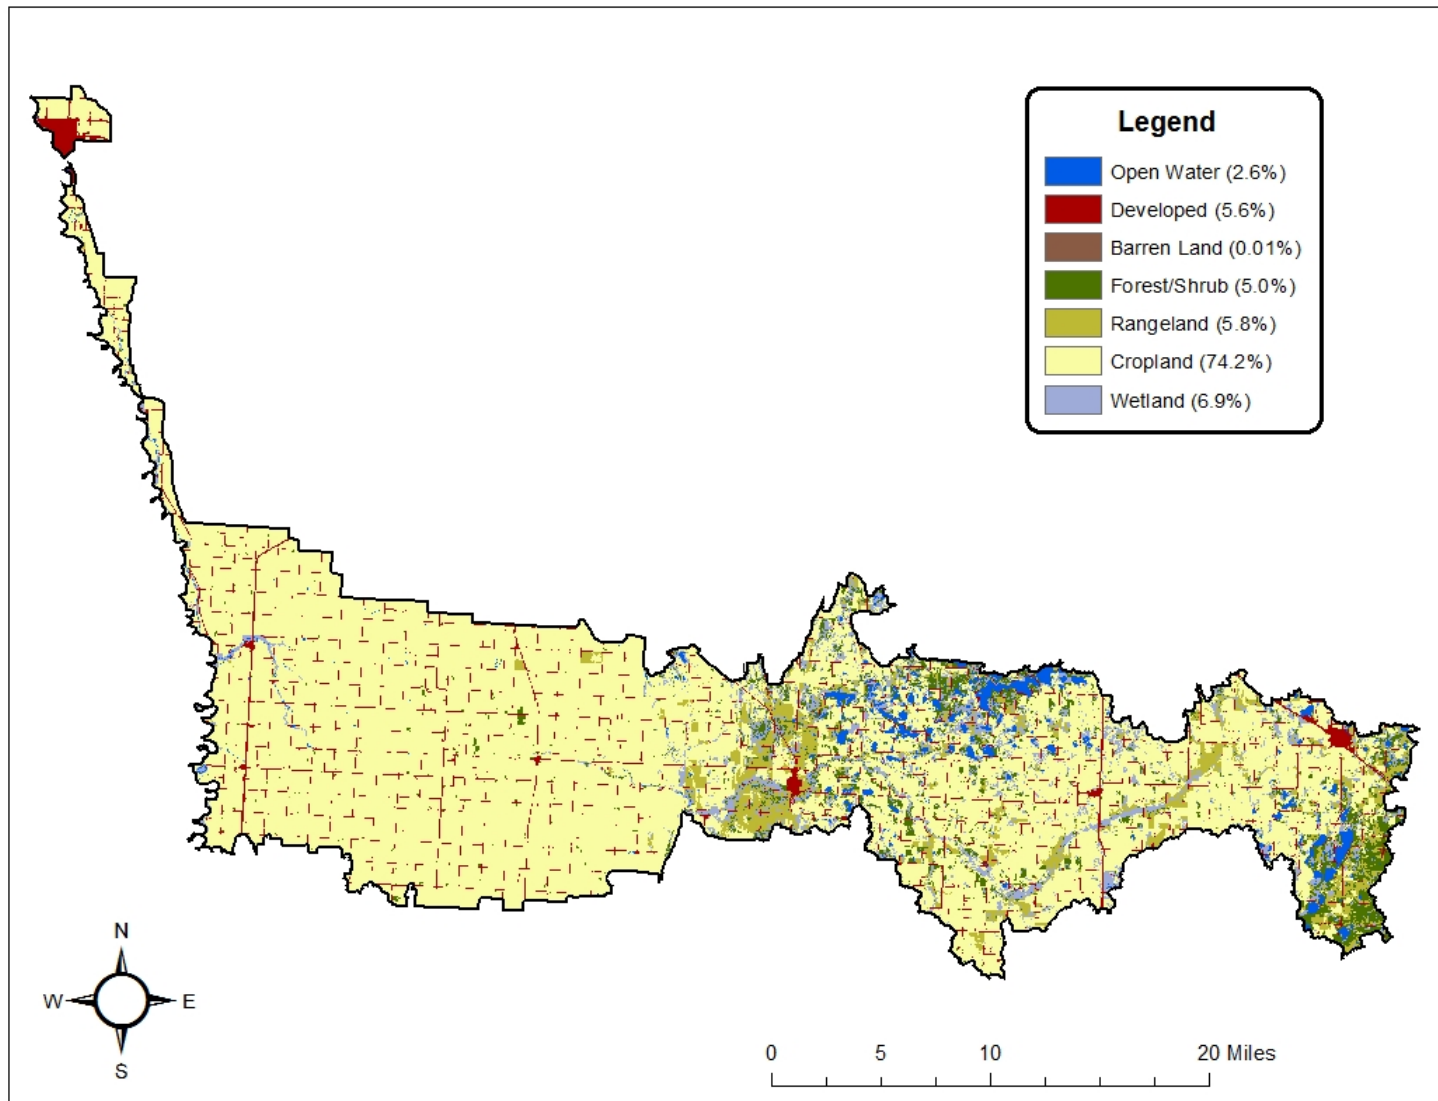 Legend
Open Water (2.6%)
Developed (5.6%)
Barren Land (0.01%)
Forest/Shrub (5.0%)
Rangeland (5.8%)
Cropland (74.2%)
Wetland (6.9%)
N
W E
S
0 5 10 20 Miles